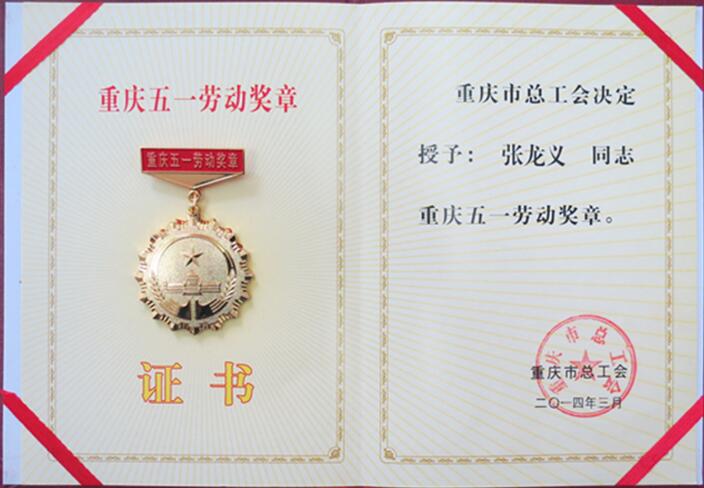 重庆五一劳动奖章
重庆五一劳动奖章
证书
重庆市总工会决定
授予： 张龙义 同志
重庆五一劳动奖章。
重庆市总工会
重庆市总工会
二〇一四年三月